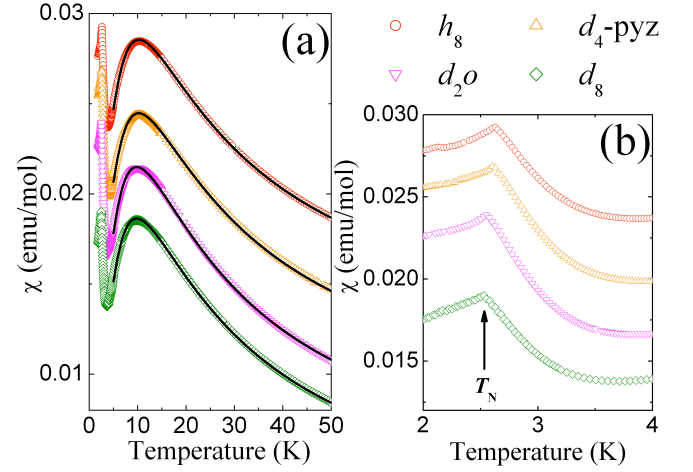 0.03
0.02
0.01
χ (emu/mol)
(a)
0 10 20 30 40 50
Temperature (K)
h8 d4-pyz
d2o d8
0.030
0.025
0.020
0.015
χ (emu/mol)
(b)
TN
2 3 4
Temperature (K)